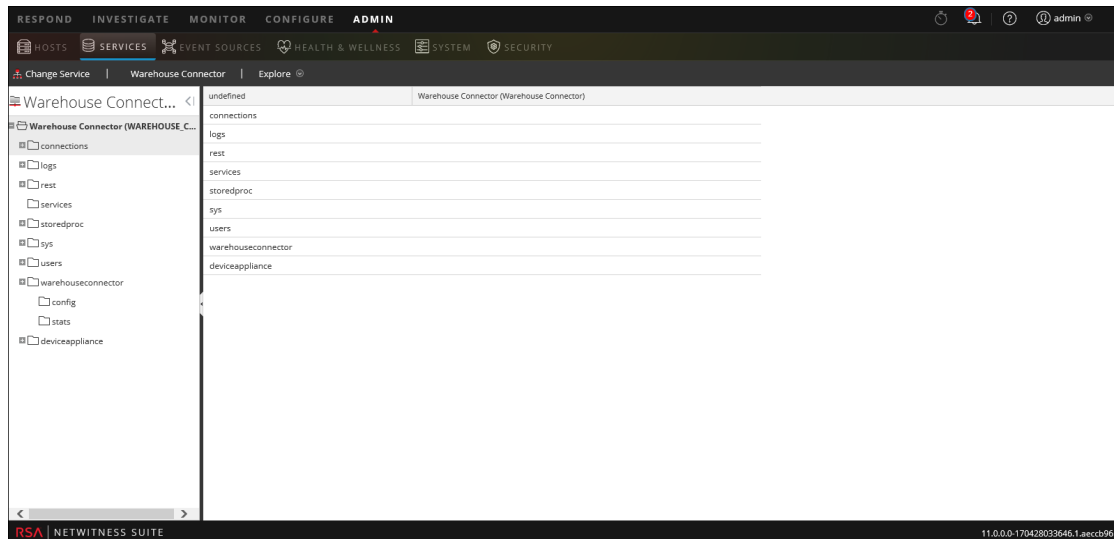 RESPOND INVESTIGATE MONITOR CONFIGURE ADMIN
2
? admin
HOSTS SERVICES EVENT SOURCES HEALTH & WELLNESS SYSTEM SECURITY
Change Service | Warehouse Connector | Explore
Warehouse Connect...
Warehouse Connector (WAREHOUSE_C...
connections
logs
rest
services
storedproc
sys
users
warehouseconnector
config
stats
deviceappliance
undefined Warehouse Connector (Warehouse Connector)
connections
logs
rest
services
storedproc
sys
users
warehouseconnector
deviceappliance
RSA | NETWITNESS SUITE
11.0.0.0-170428033646.1.aeccb96